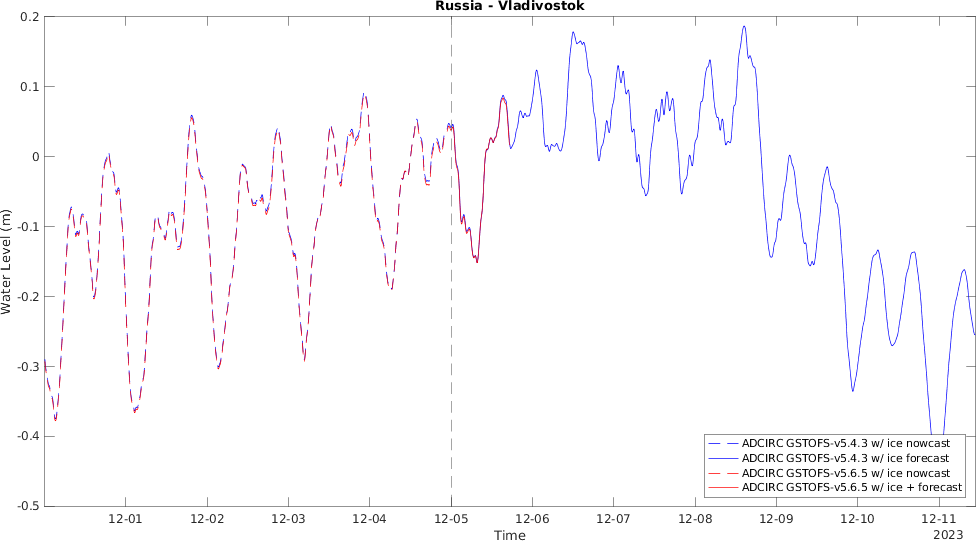 Russia - Vladivostok
0.2
0.1
0
-0.1
-0.2
-0.3
-0.4
-0.5
Water Level (m)
ADCIRC GSTOFS-v5.4.3 w/ ice nowcast
ADCIRC GSTOFS-v5.4.3 w/ ice forecast
ADCIRC GSTOFS-v5.6.5 w/ ice nowcast
ADCIRC GSTOFS-v5.6.5 w/ ice + forecast
12-01 12-02 12-03 12-04 12-05 12-06 12-07 12-08 12-09 12-10 12-11
Time
2023